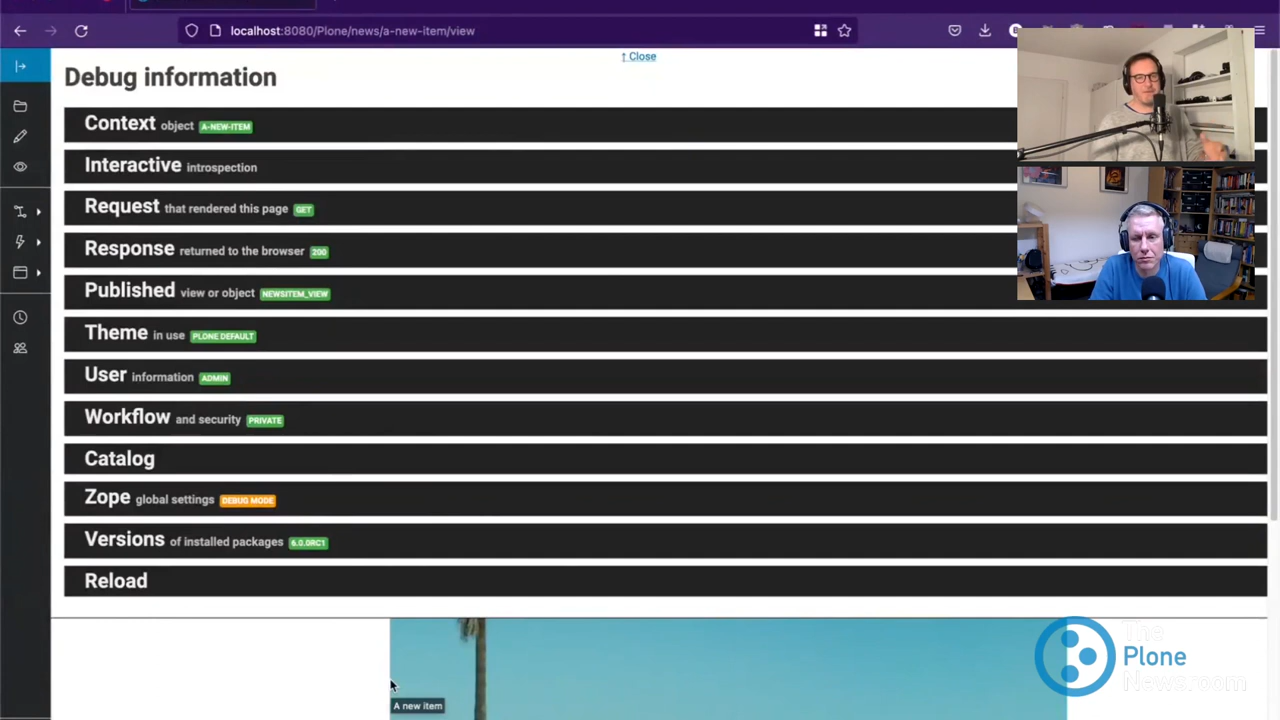 localhost:8080/Plone/news/a-new-item/view
↑ Close
Debug information
Context object A-NEW-ITEM
Interactive introspection
Request that rendered this page GET
Response returned to the browser 200
Published view or object NEWSITEM_VIEW
Theme in use PLONE DEFAULT
User information ADMIN
Workflow and security PRIVATE
Catalog
Zope global settings DEBUG MODE
Versions of installed packages 6.0.0RC1
Reload
A new item
The
Plone
Newsroom